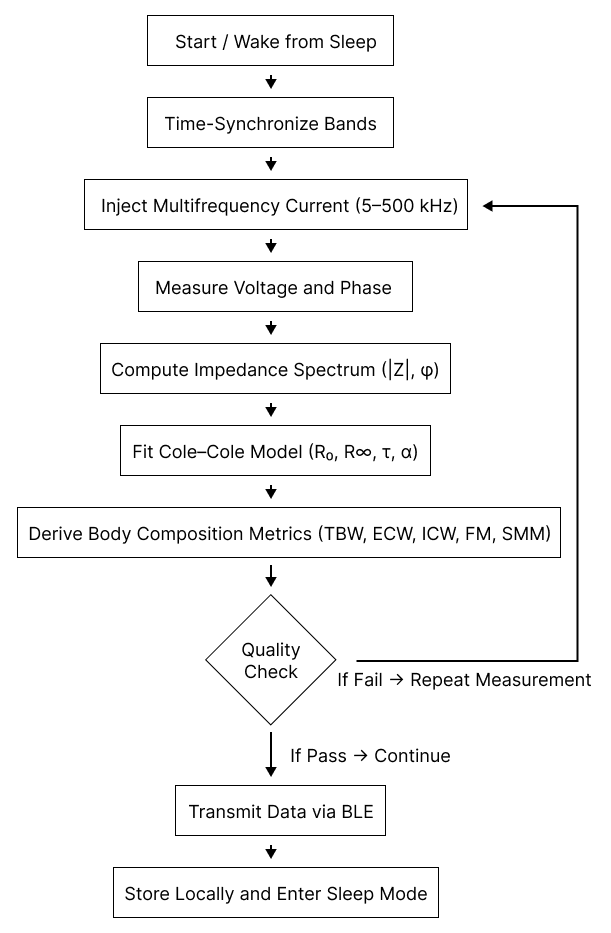 Start / Wake from Sleep
Time-Synchronize Bands
Inject Multifrequency Current (5–500 kHz)
Measure Voltage and Phase
Compute Impedance Spectrum (|Z|, φ)
Fit Cole–Cole Model (R₀, R∞, τ, α)
Derive Body Composition Metrics (TBW, ECW, ICW, FM, SMM)
Quality
Check
If Fail → Repeat Measurement
If Pass → Continue
Transmit Data via BLE
Store Locally and Enter Sleep Mode